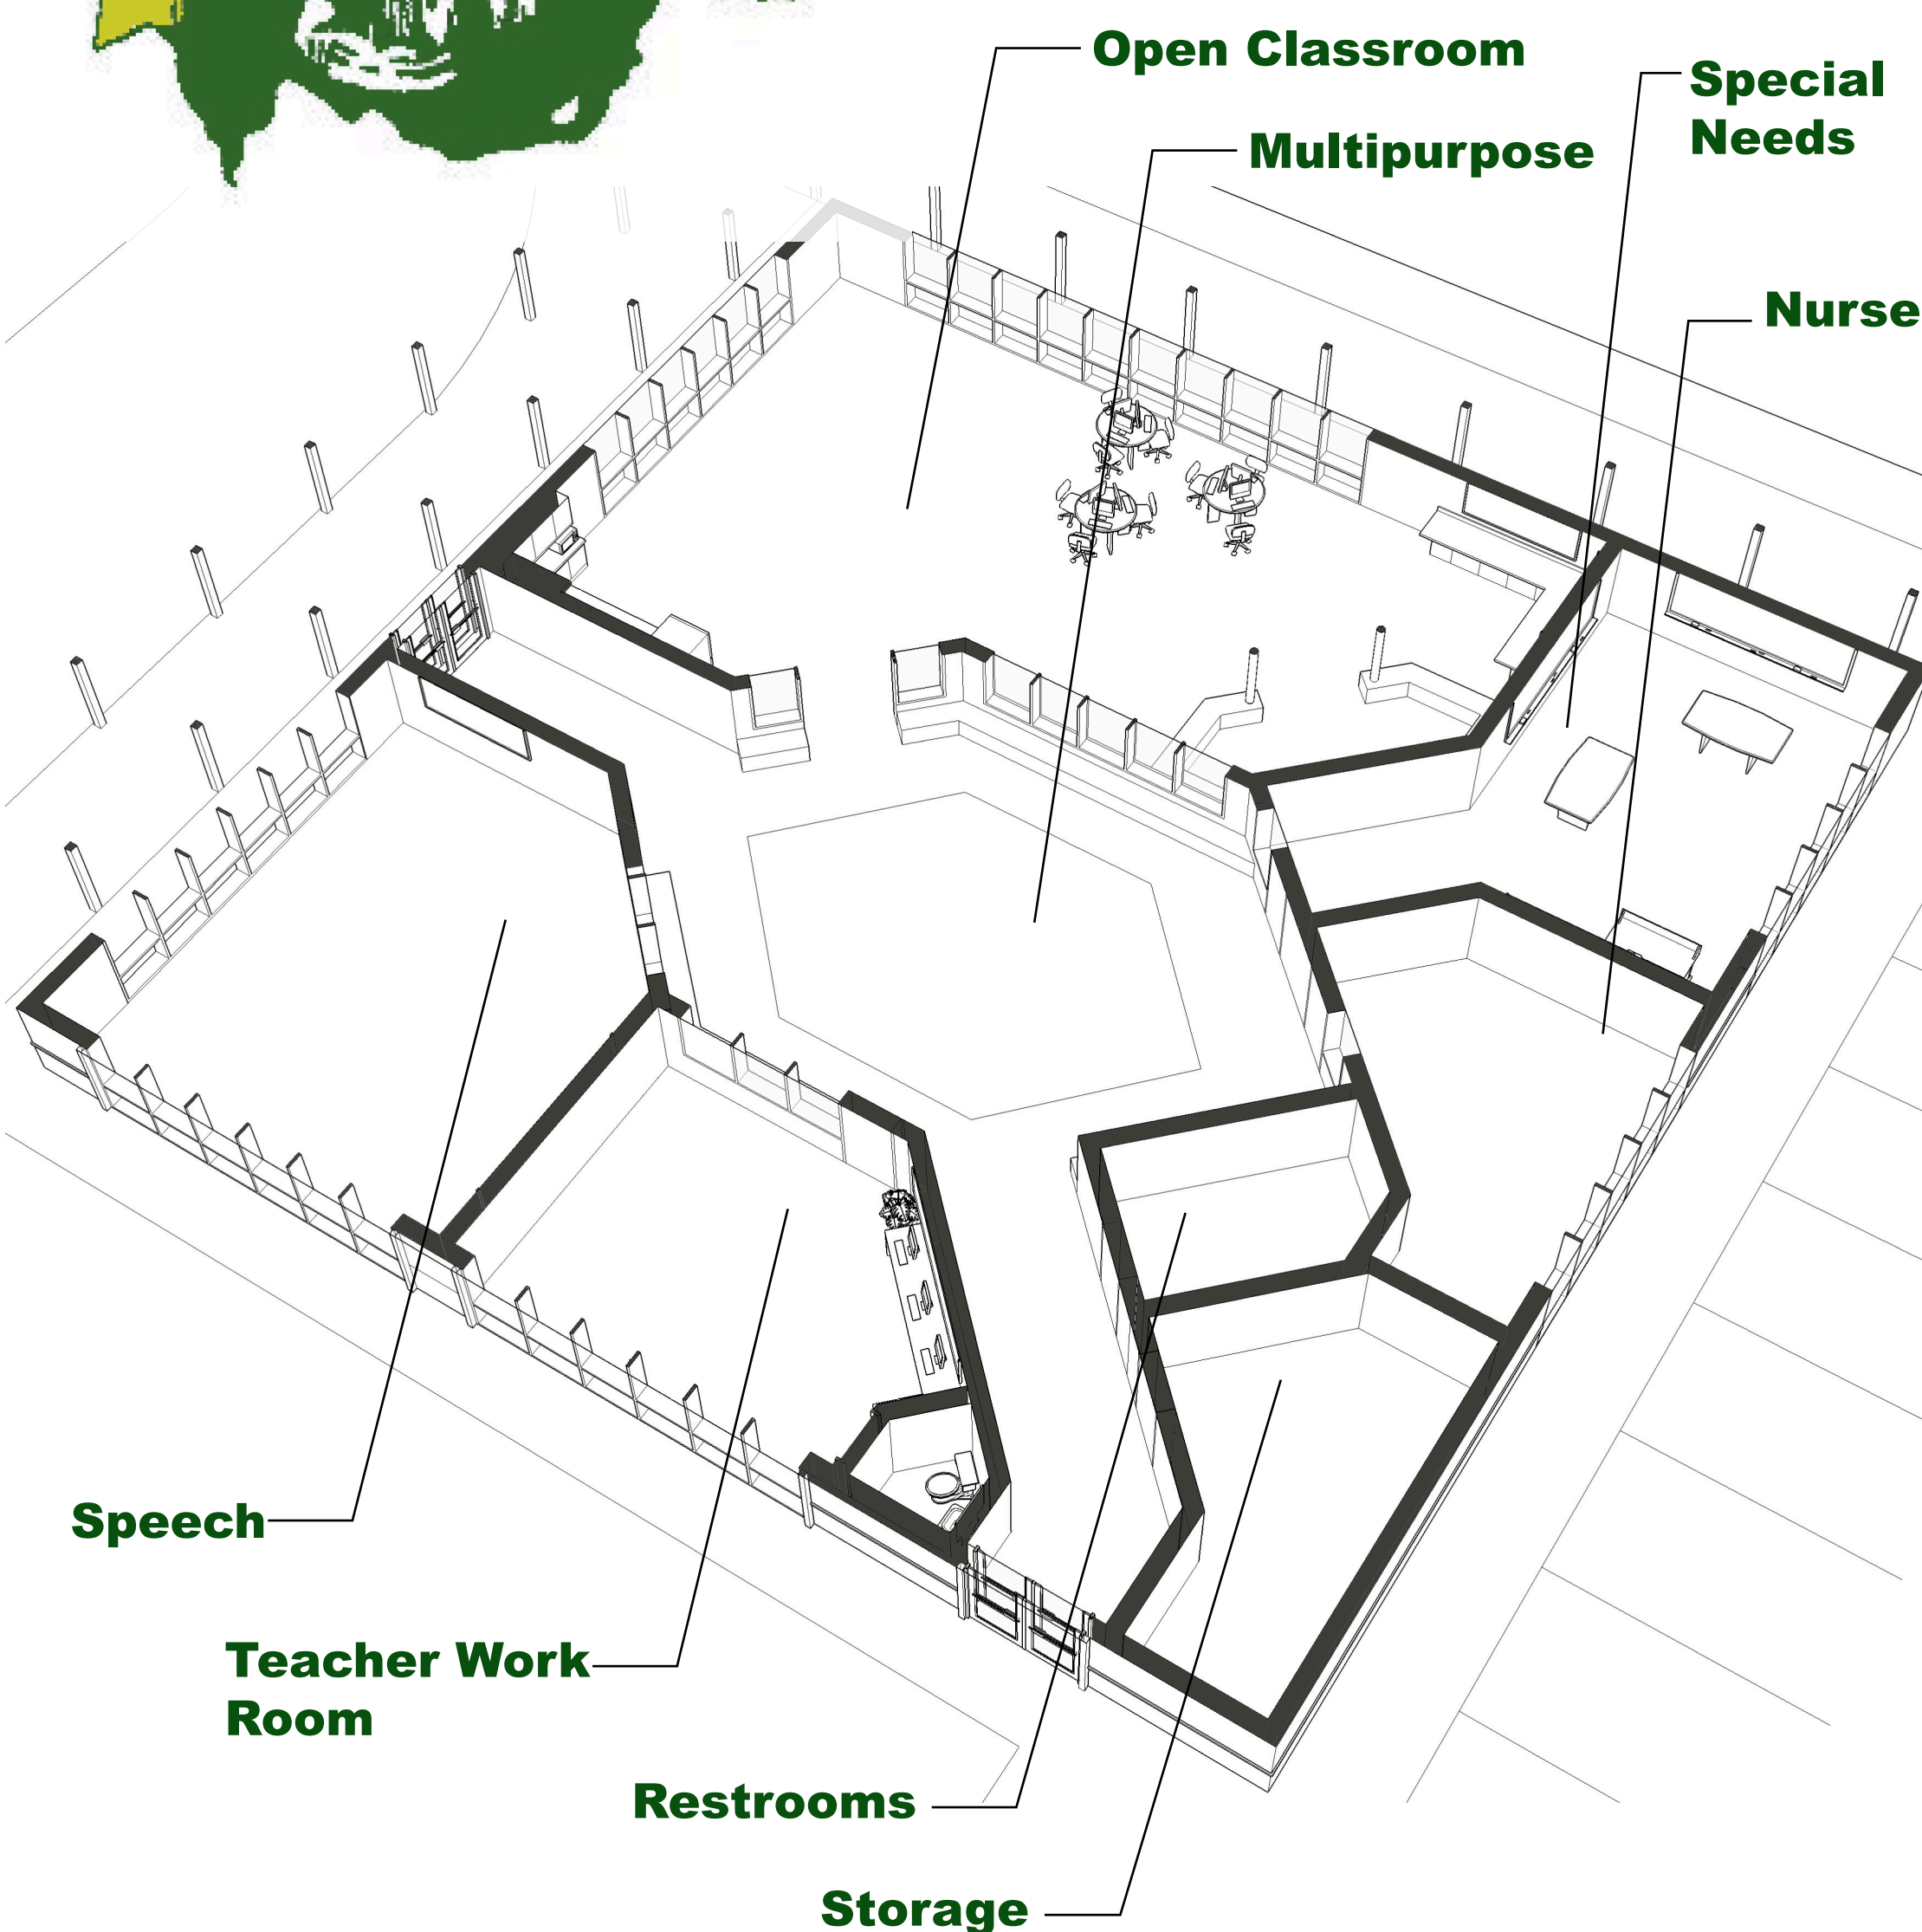 Open Classroom
Special
Needs
Multipurpose
Nurse
Speech
Teacher Work
Room
Restrooms
Storage